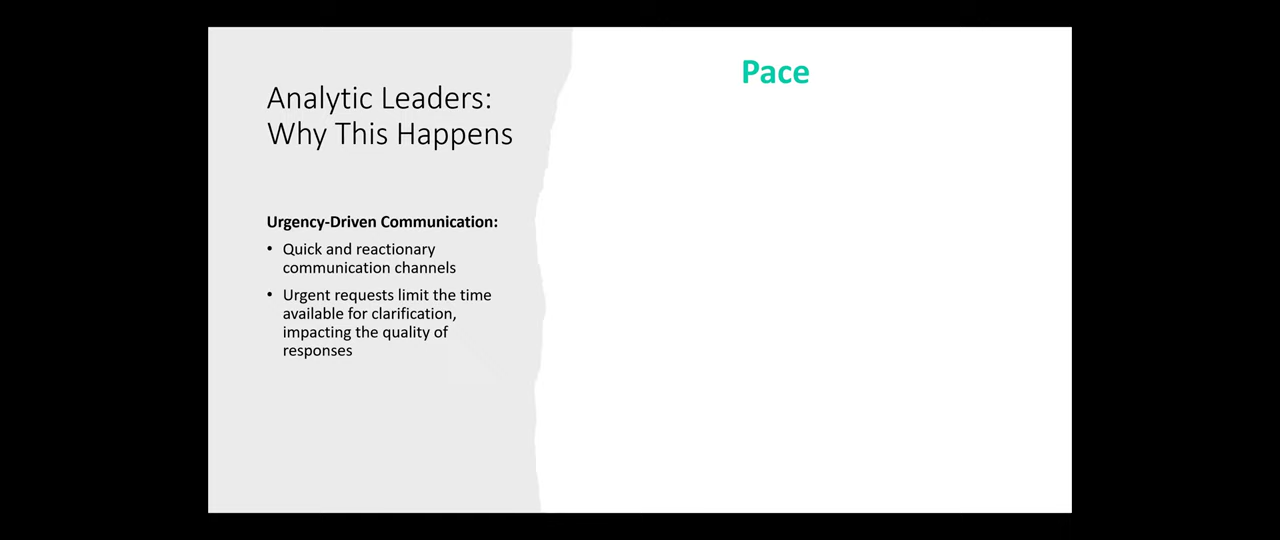 Analytic Leaders:
Why This Happens
Urgency-Driven Communication:
• Quick and reactionary
communication channels
• Urgent requests limit the time
available for clarification,
impacting the quality of
responses
Pace